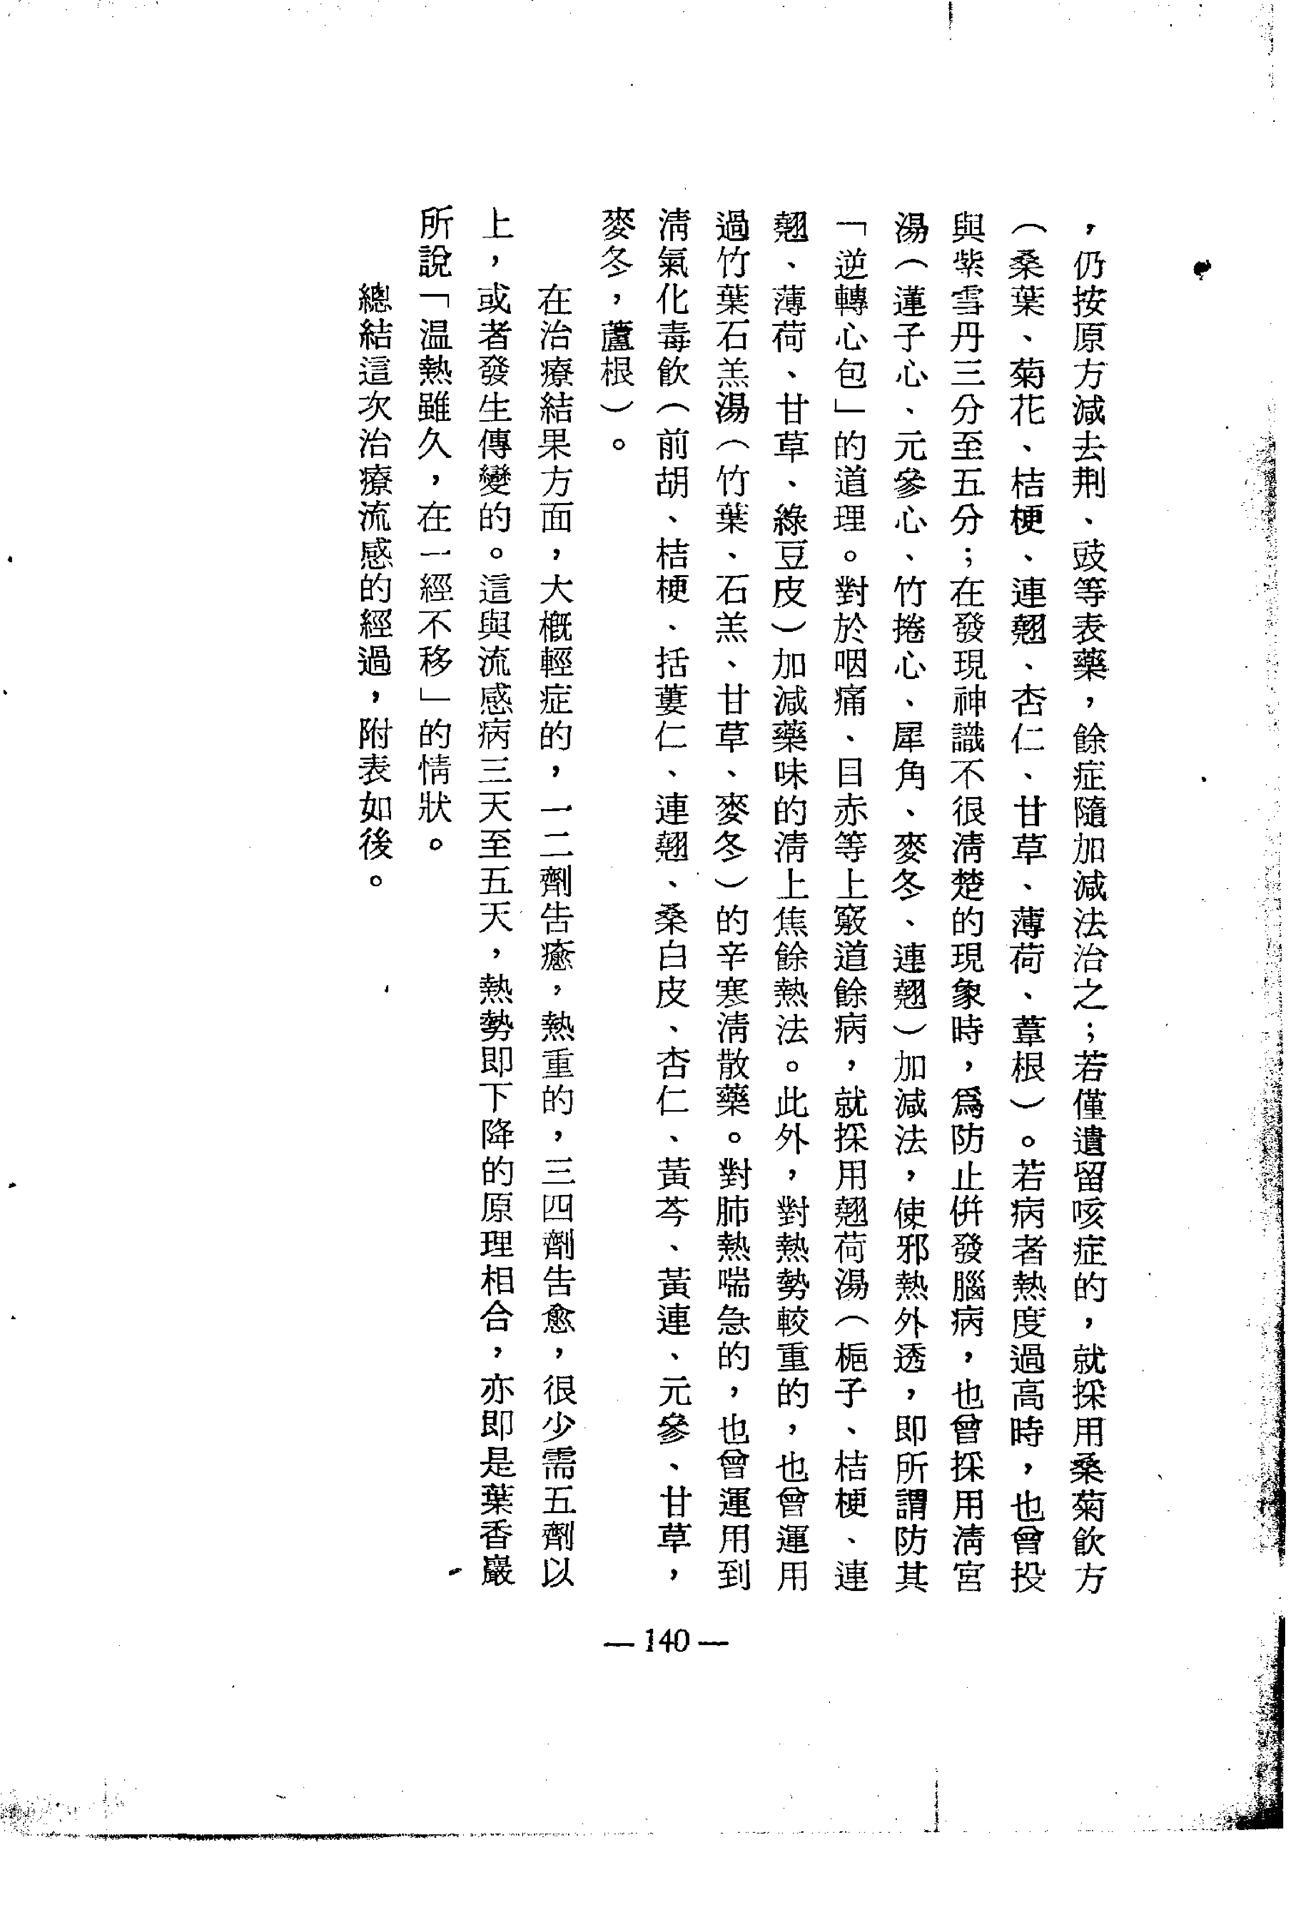 ，仍按原方減去荆、豉等表藥，餘症隨加減法治之；若僅遺留咳症的，就採用桑菊飲方
（桑葉、菊花、桔梗、連翹、杏仁、甘草、薄荷、葦根）。若病者熱度過高時，也曾投
與紫雪丹三分至五分；在發現神識不很淸楚的現象時，爲防止倂發腦病，也曾採用淸宮
湯（蓮子心、元參心、竹捲心、犀角、麥冬、連翹）加減法，使邪熱外透，即所謂防其
「逆轉心包」的道理。對於咽痛、目赤等上竅道餘病，就採用翹荷湯（梔子、桔梗、連
翹、薄荷、甘草、綠豆皮）加減藥味的淸上焦餘熱法。此外，對熱勢較重的，也曾運用
過竹葉石羔湯（竹葉、石羔、甘草、麥冬）的辛寒淸散藥。對肺熱喘急的，也曾運用到
淸氣化毒飲（前胡、桔梗、括蔞仁、連翹、桑白皮、杏仁、黃芩、黃連、元參、甘草，
麥冬，蘆根）。
在治療結果方面，大概輕症的，一二劑告癒，熱重的，三四劑告愈，很少需五劑以
上，或者發生傳變的。這與流感病三天至五天，熱勢即下降的原理相合，亦即是葉香巖
所說「温熱雖久，在一經不移」的情狀。
總結這次治療流感的經過，附表如後。
— 140 —